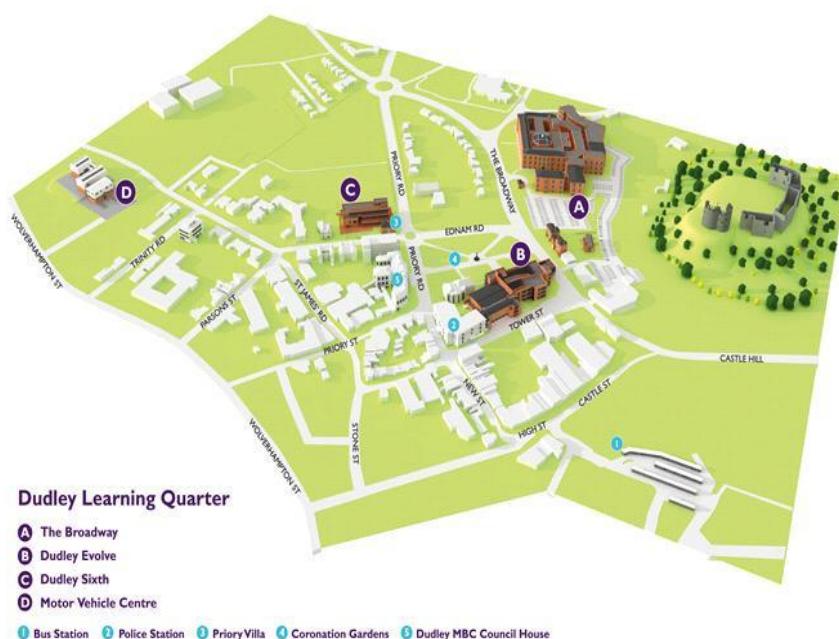 D
WOLVERHAMPTON ST
TRINITY RD
PARSONS ST
ST JAMES' RD
PRIORY ST
WOLVERHAMPTON ST
STONE ST
C
3
PRIORY RD
EDNAM RD
THE BROADWAY
A
4
PRIORY RD
5
B
2
TOWER ST
NEW ST
HIGH ST
CASTLE ST
CASTLE HILL
1
Dudley Learning Quarter
A The Broadway
B Dudley Evolve
C Dudley Sixth
D Motor Vehicle Centre
1 Bus Station 2 Police Station 3 Priory Villa 4 Coronation Gardens 5 Dudley MBC Council House